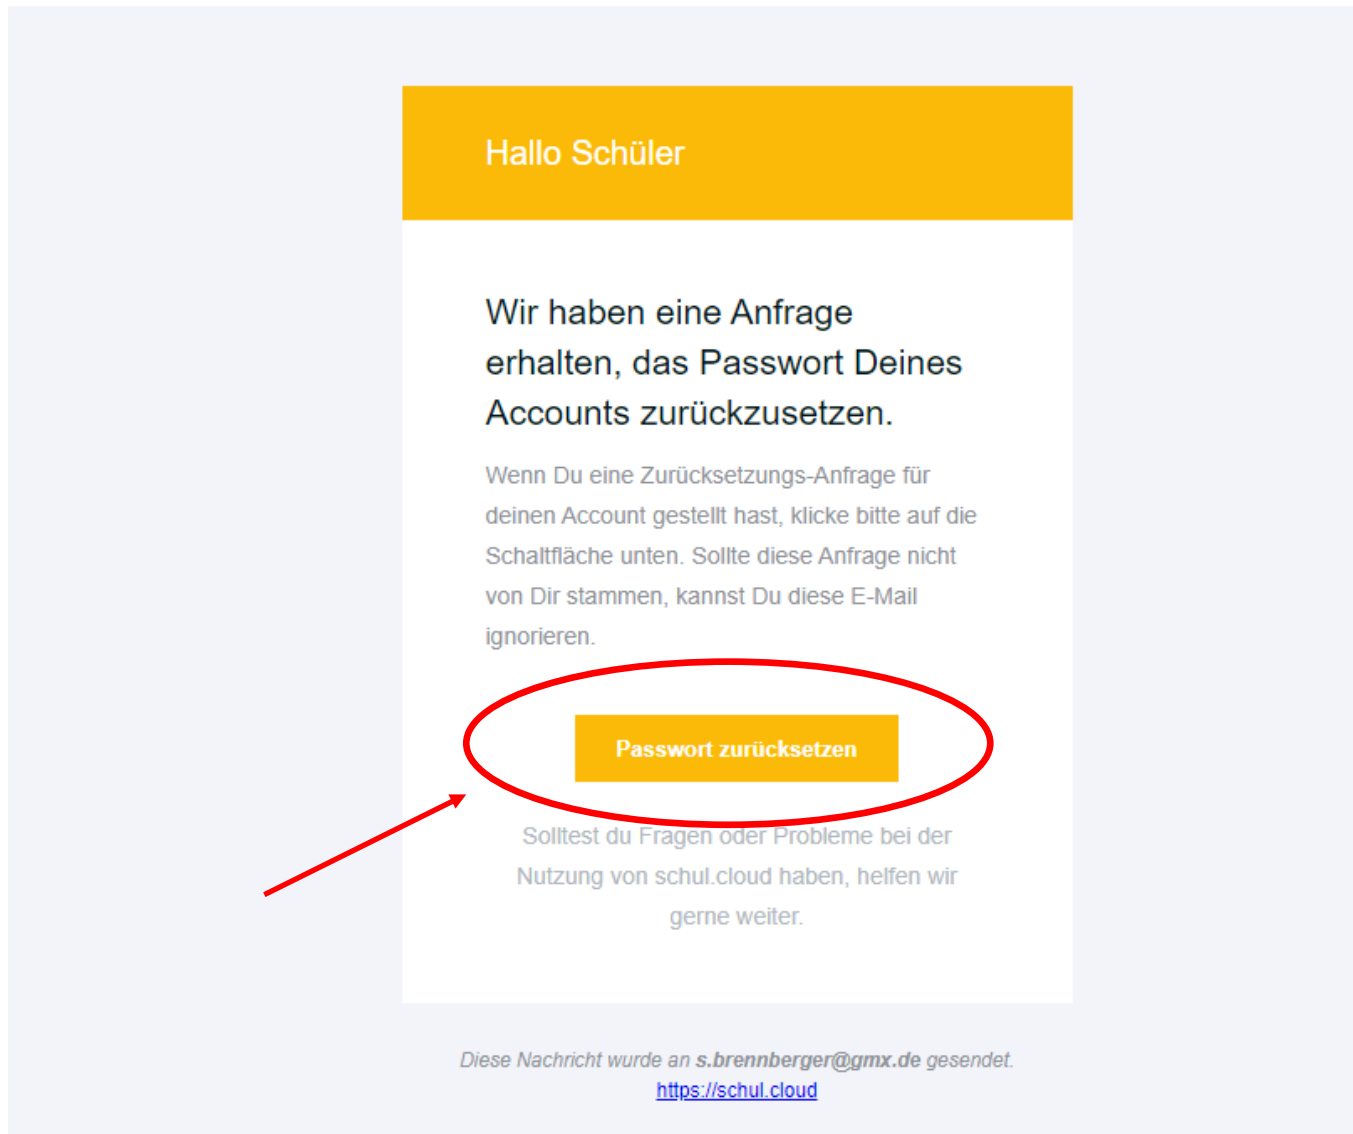 Hallo Schüler
Wir haben eine Anfrage
erhalten, das Passwort Deines
Accounts zurückzusetzen.
Wenn Du eine Zurücksetzungs-Anfrage für
deinen Account gestellt hast, klicke bitte auf die
Schaltfläche unten. Sollte diese Anfrage nicht
von Dir stammen, kannst Du diese E-Mail
ignorieren.
Passwort zurücksetzen
Solltest du Fragen oder Probleme bei der
Nutzung von schul.cloud haben, helfen wir
gerne weiter.
Diese Nachricht wurde an s.brennberger@gmx.de gesendet.
https://schul.cloud